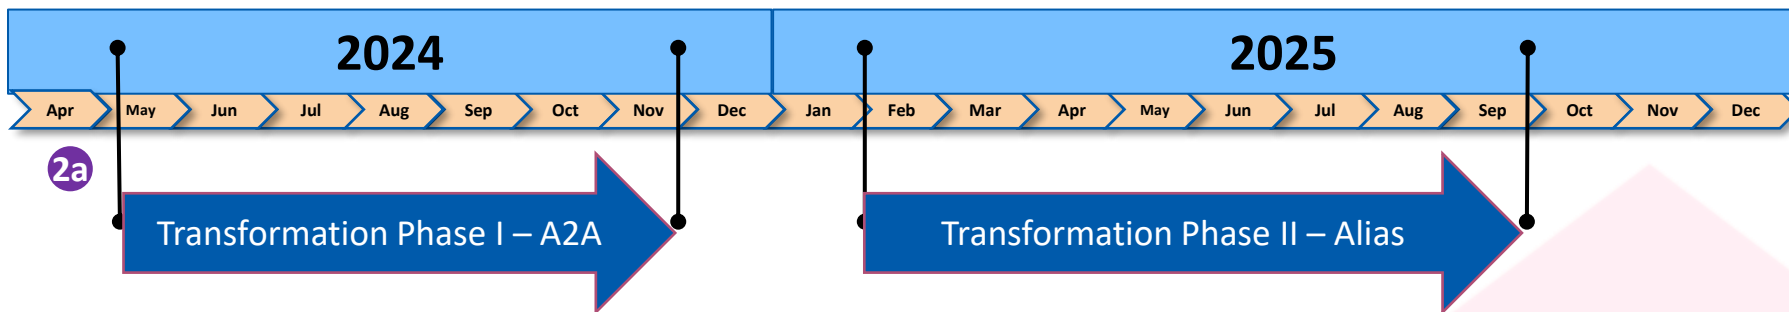 2024 2025
Apr May Jun Jul Aug Sep Oct Nov Dec Jan Feb Mar Apr May Jun Jul Aug Sep Oct Nov Dec
2a
Transformation Phase I – A2A
Transformation Phase II – Alias